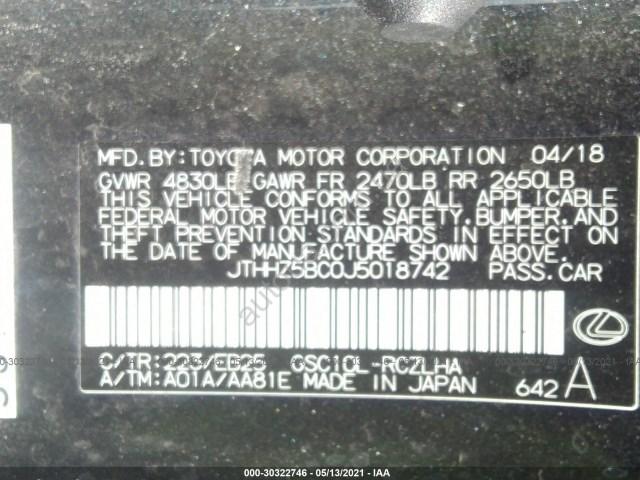 MFD.BY:TOYOTA MOTOR CORPORATION 04/18
GVWR 4830LB GAWR FR 2470LB RR 2650LB
THIS VEHICLE CONFORMS TO ALL APPLICABLE
FEDERAL MOTOR VEHICLE SAFETY,BUMPER,AND
THEFT PREVENTION STANDARDS IN EFFECT ON
THE DATE OF MANUFACTURE SHOWN ABOVE.
JTHHZ5BC0J5018742 PASS.CAR
C/TR:223/EB23 GSC10L-RCZLHA
A/TM:A01A/AA81E MADE IN JAPAN 642 A
000-30322746 - 05/13/2021 - IAA